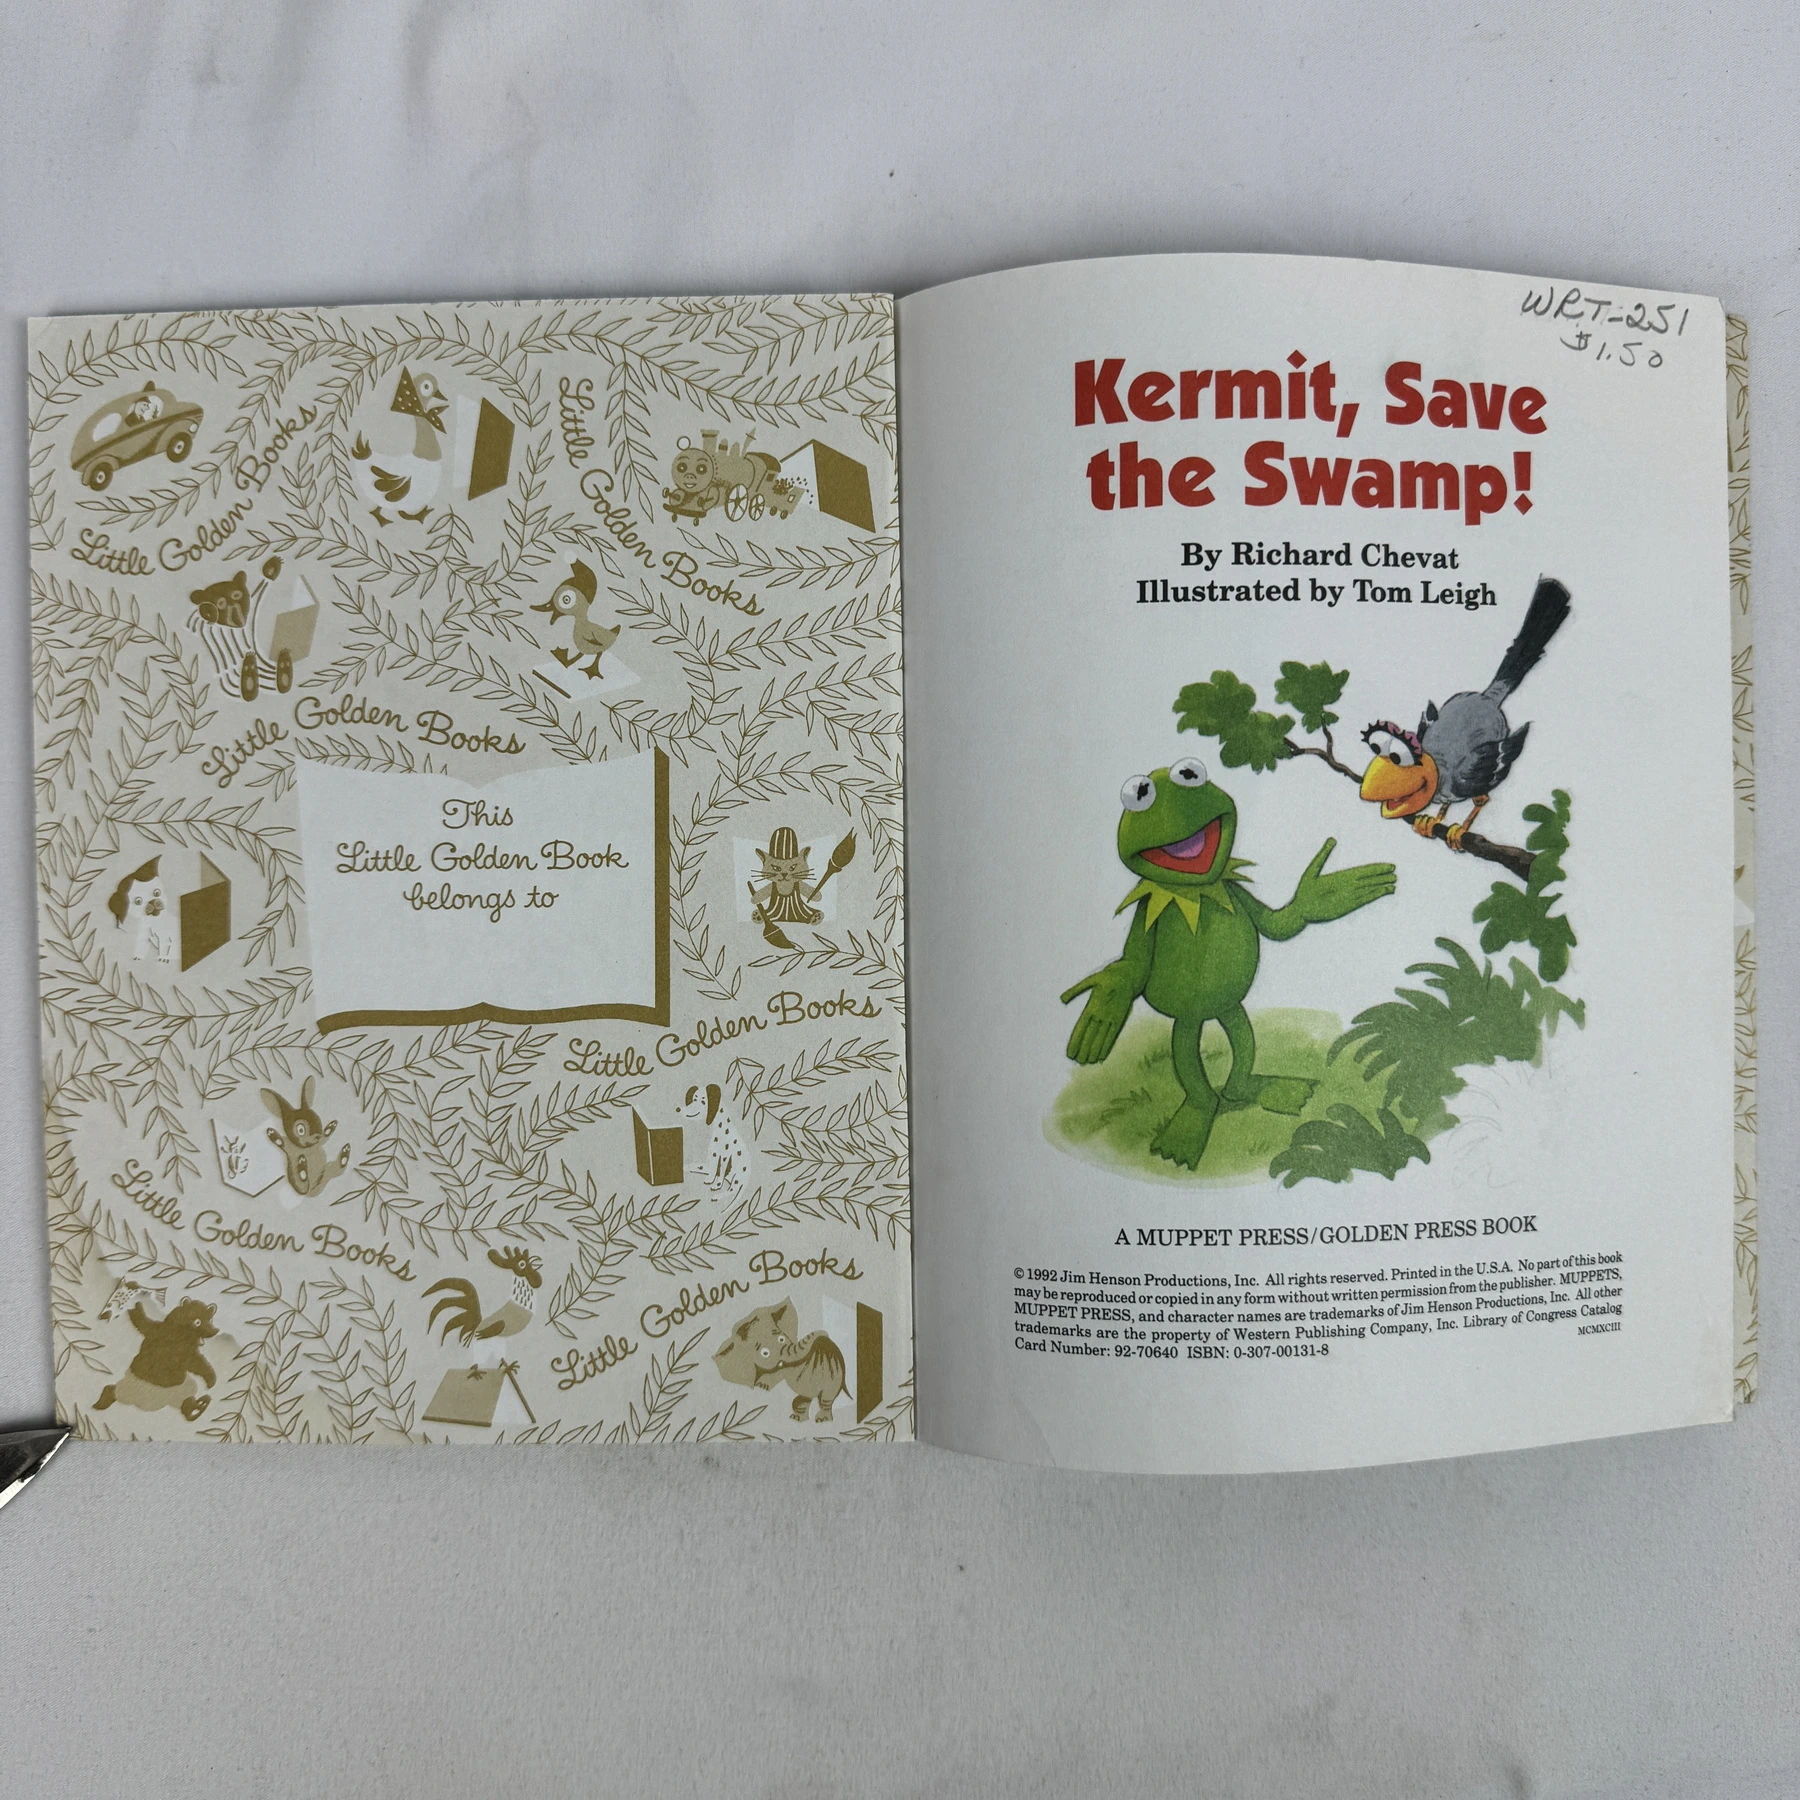 Little Golden Books
Little Golden Books
Little Golden Books
This
Little Golden Book
belongs to
Little Golden Books
Little Golden Books
Little Golden Books
WRT-251
$1.50
Kermit, Save
the Swamp!
By Richard Chevat
Illustrated by Tom Leigh
A MUPPET PRESS/GOLDEN PRESS BOOK
© 1992 Jim Henson Productions, Inc. All rights reserved. Printed in the U.S.A. No part of this book
may be reproduced or copied in any form without written permission from the publisher. MUPPETS,
MUPPET PRESS, and character names are trademarks of Jim Henson Productions, Inc. All other
trademarks are the property of Western Publishing Company, Inc. Library of Congress Catalog
Card Number: 92-70640 ISBN: 0-307-00131-8
MCMXCIII